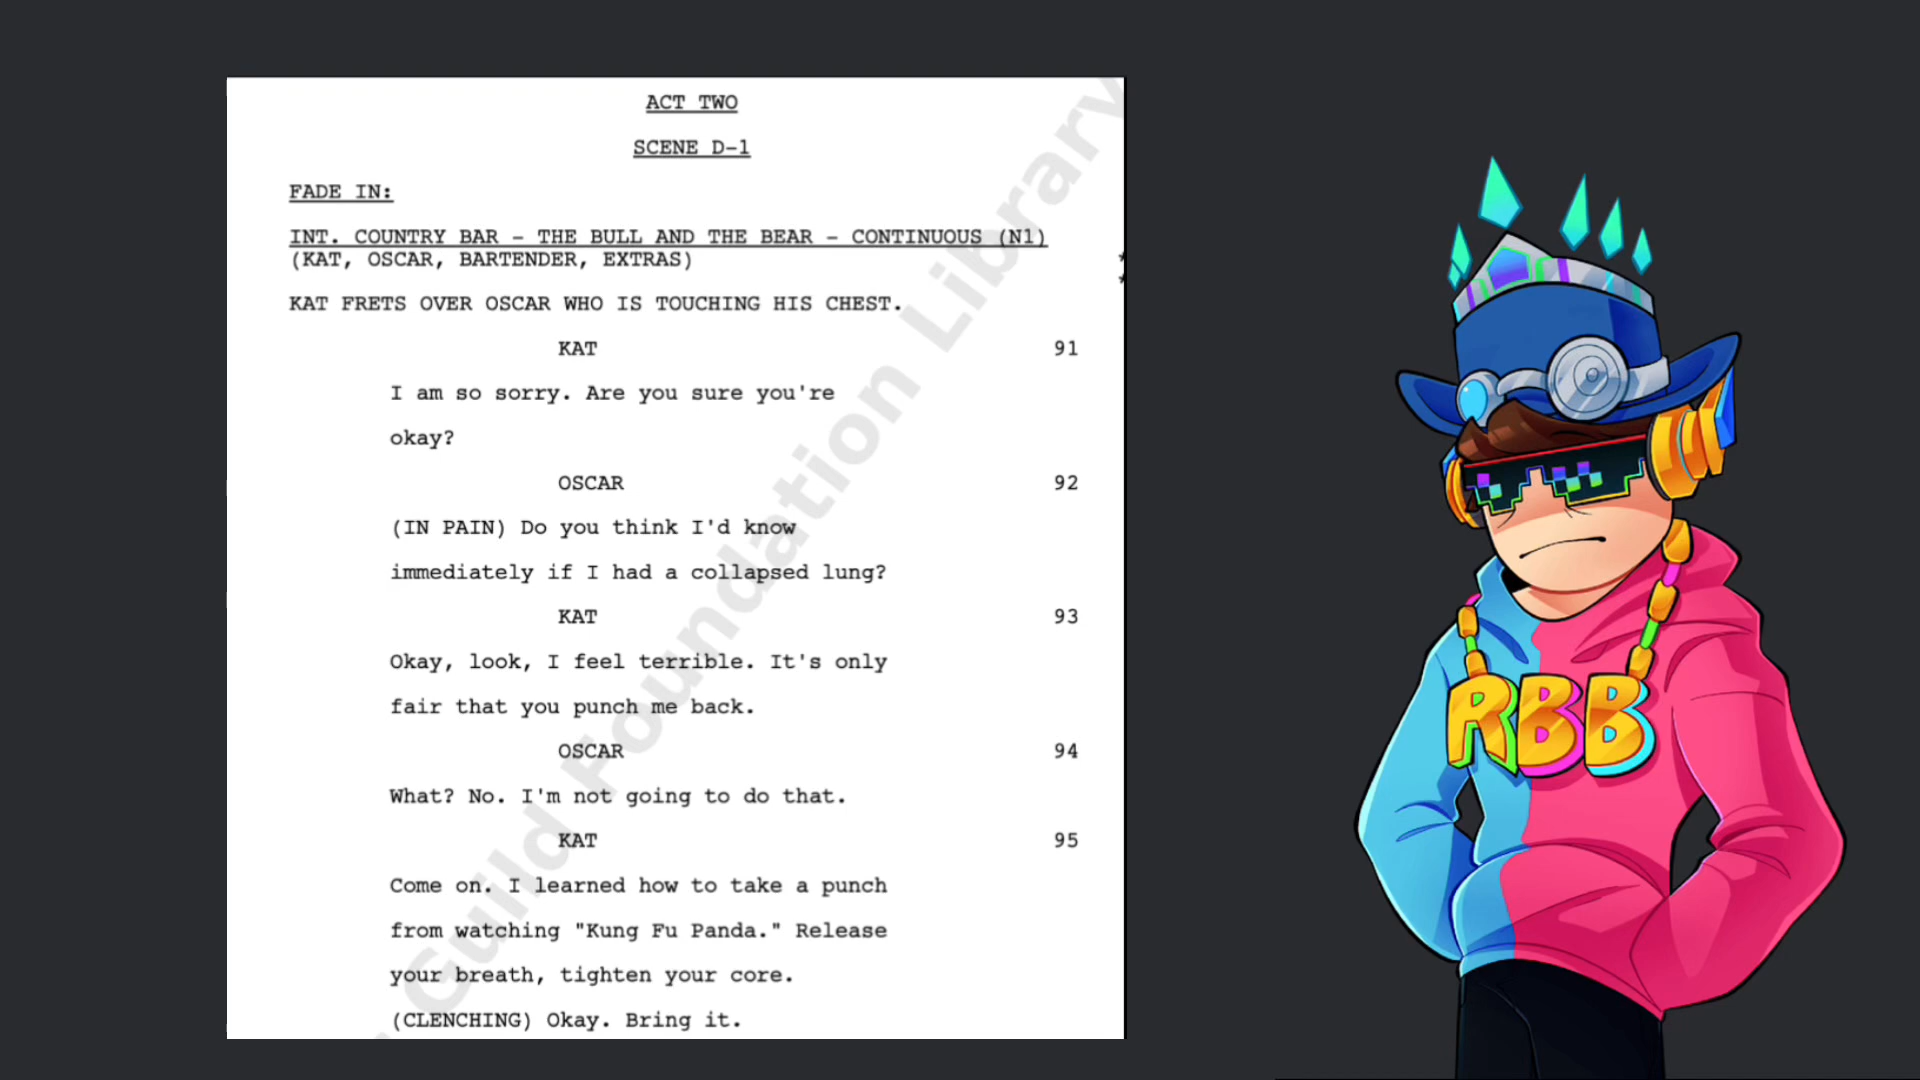 ACT TWO
SCENE D-1
FADE IN:
INT. COUNTRY BAR - THE BULL AND THE BEAR - CONTINUOUS (N1)
(KAT, OSCAR, BARTENDER, EXTRAS)
*
*
KAT FRETS OVER OSCAR WHO IS TOUCHING HIS CHEST.
KAT 91
I am so sorry. Are you sure you're
okay?
OSCAR 92
(IN PAIN) Do you think I'd know
immediately if I had a collapsed lung?
KAT 93
Okay, look, I feel terrible. It's only
fair that you punch me back.
OSCAR 94
What? No. I'm not going to do that.
KAT 95
Come on. I learned how to take a punch
from watching "Kung Fu Panda." Release
your breath, tighten your core.
(CLENCHING) Okay. Bring it.
Guild Foundation Library
RBB